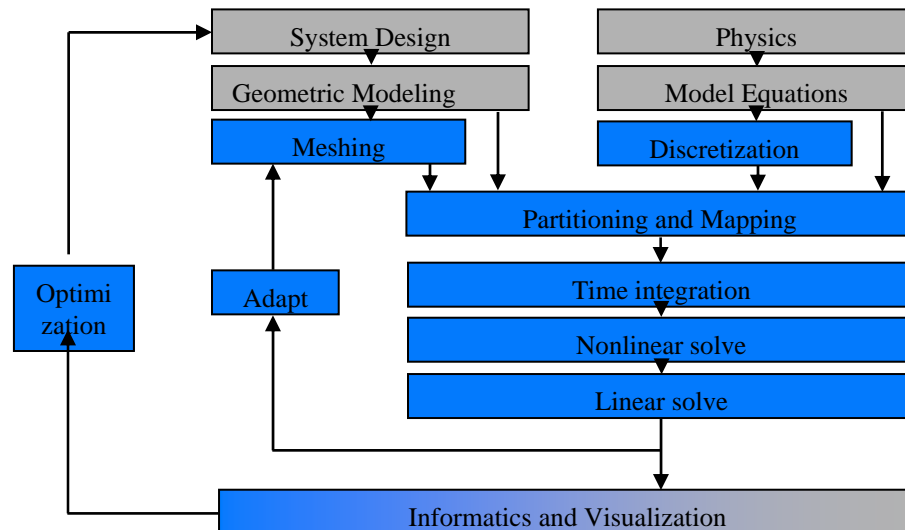 System Design
Physics
Geometric Modeling
Model Equations
Meshing
Discretization
Partitioning and Mapping
Optimi
zation
Adapt
Time integration
Nonlinear solve
Linear solve
Informatics and Visualization